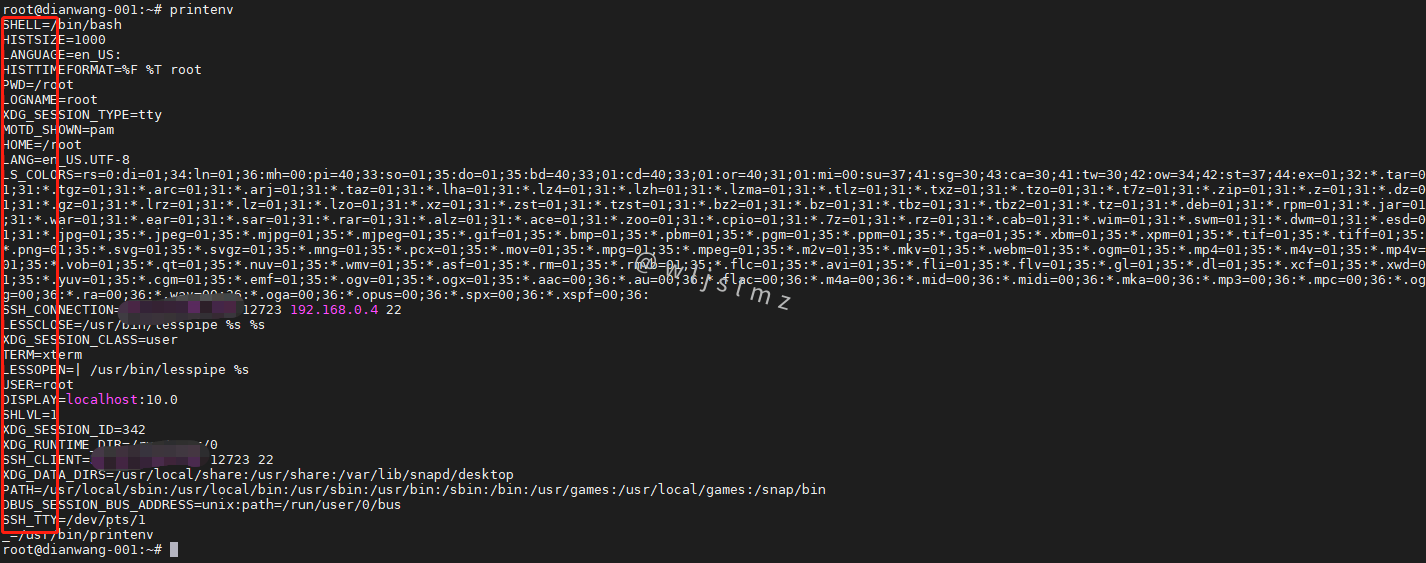 root@dianwang-001:~# printenv
SHELL=/bin/bash
HISTSIZE=1000
LANGUAGE=en_US:
HISTTIMEFORMAT=%F %T root
PWD=/root
LOGNAME=root
XDG_SESSION_TYPE=tty
MOTD_SHOWN=pam
HOME=/root
LANG=en_US.UTF-8
LS_COLORS=rs=0:di=01;34:ln=01;36:mh=00:pi=40;33:so=01;35:do=01;35:bd=40;33;01:cd=40;33;01:or=40;31;01:mi=00:su=37;41:sg=30;43:ca=30;41:tw=30;42:ow=34;42:st=37;44:ex=01;32:*.tar=0
1;31:*.tgz=01;31:*.arc=01;31:*.arj=01;31:*.taz=01;31:*.lha=01;31:*.lz4=01;31:*.lzh=01;31:*.lzma=01;31:*.tlz=01;31:*.txz=01;31:*.tzo=01;31:*.t7z=01;31:*.zip=01;31:*.z=01;31:*.dz=0
1;31:*.gz=01;31:*.lrz=01;31:*.lz=01;31:*.lzo=01;31:*.xz=01;31:*.zst=01;31:*.tzst=01;31:*.bz2=01;31:*.bz=01;31:*.tbz=01;31:*.tbz2=01;31:*.tz=01;31:*.deb=01;31:*.rpm=01;31:*.jar=01
;31:*.war=01;31:*.ear=01;31:*.sar=01;31:*.rar=01;31:*.alz=01;31:*.ace=01;31:*.zoo=01;31:*.cpio=01;31:*.7z=01;31:*.rz=01;31:*.cab=01;31:*.wim=01;31:*.swm=01;31:*.dwm=01;31:*.esd=0
1;31:*.jpg=01;35:*.jpeg=01;35:*.mjpg=01;35:*.mjpeg=01;35:*.gif=01;35:*.bmp=01;35:*.pbm=01;35:*.pgm=01;35:*.ppm=01;35:*.tga=01;35:*.xbm=01;35:*.xpm=01;35:*.tif=01;35:*.tiff=01;35:
*.png=01;35:*.svg=01;35:*.svgz=01;35:*.mng=01;35:*.pcx=01;35:*.mov=01;35:*.mpg=01;35:*.mpeg=01;35:*.m2v=01;35:*.mkv=01;35:*.webm=01;35:*.ogm=01;35:*.mp4=01;35:*.m4v=01;35:*.mp4v=
01;35:*.vob=01;35:*.qt=01;35:*.nuv=01;35:*.wmv=01;35:*.asf=01;35:*.rm=01;35:*.rmvb=01;35:*.flc=01;35:*.avi=01;35:*.fli=01;35:*.flv=01;35:*.gl=01;35:*.dl=01;35:*.xcf=01;35:*.xwd=0
1;35:*.yuv=01;35:*.cgm=01;35:*.emf=01;35:*.ogv=01;35:*.ogx=01;35:*.aac=00;36:*.au=00;36:*.flac=00;36:*.m4a=00;36:*.mid=00;36:*.midi=00;36:*.mka=00;36:*.mp3=00;36:*.mpc=00;36:*.og
g=00;36:*.ra=00;36:*.wav=00;36:*.oga=00;36:*.opus=00;36:*.spx=00;36:*.xspf=00;36:
SSH_CONNECTION= 12723 192.168.0.4 22
LESSCLOSE=/usr/bin/lesspipe %s %s
XDG_SESSION_CLASS=user
TERM=xterm
LESSOPEN=| /usr/bin/lesspipe %s
USER=root
DISPLAY=localhost:10.0
SHLVL=1
XDG_SESSION_ID=342
XDG_RUNTIME_DIR=/0
SSH_CLIENT= 12723 22
XDG_DATA_DIRS=/usr/local/share:/usr/share:/var/lib/snapd/desktop
PATH=/usr/local/sbin:/usr/local/bin:/usr/sbin:/usr/bin:/sbin:/bin:/usr/games:/usr/local/games:/snap/bin
DBUS_SESSION_BUS_ADDRESS=unix:path=/run/user/0/bus
SSH_TTY=/dev/pts/1
_=/usr/bin/printenv
root@dianwang-001:~#
@wjslmz